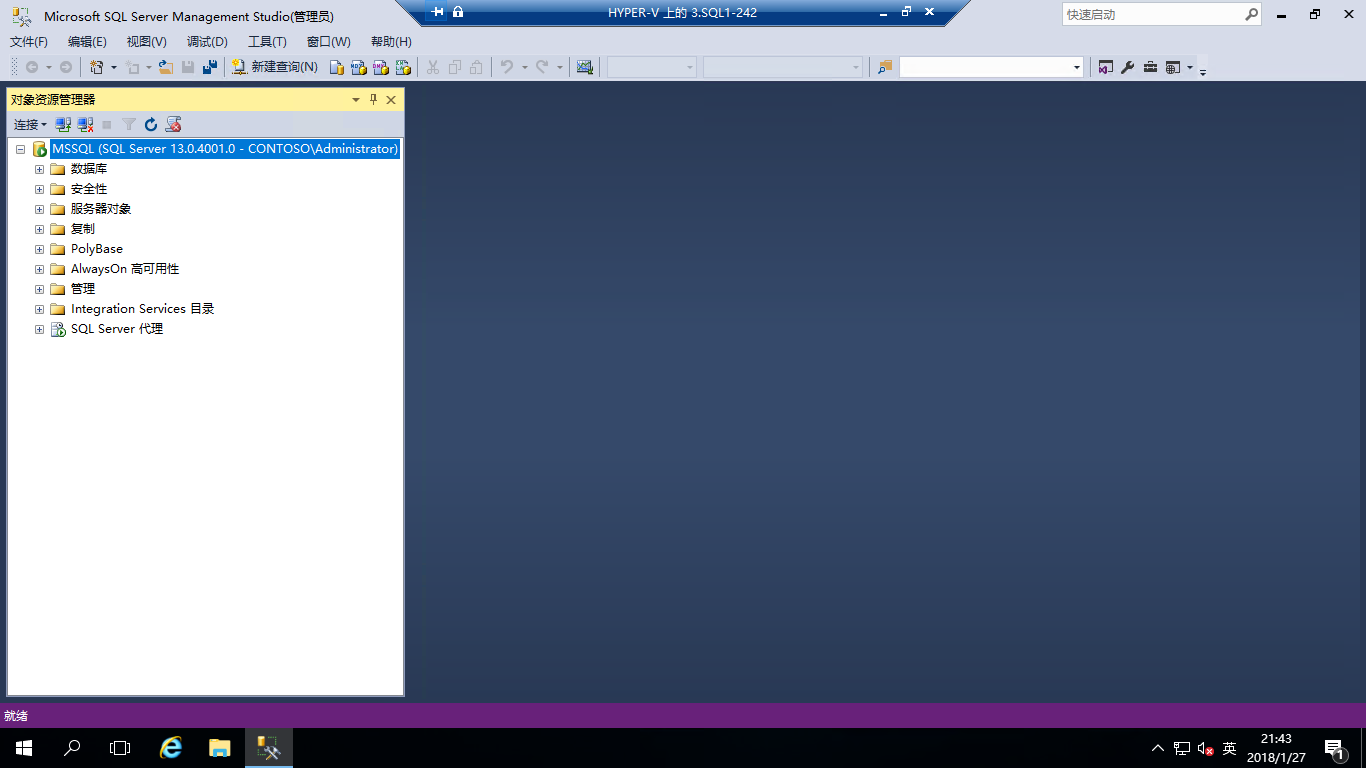 Microsoft SQL Server Management Studio(管理员)
HYPER-V 上的 3.SQL1-242
快速启动
文件(F) 编辑(E) 视图(V) 调试(D) 工具(T) 窗口(W) 帮助(H)
新建查询(N)
对象资源管理器
连接
MSSQL (SQL Server 13.0.4001.0 - CONTOSO\Administrator)
数据库
安全性
服务器对象
复制
PolyBase
AlwaysOn 高可用性
管理
Integration Services 目录
SQL Server 代理
就绪
英
21:43
2018/1/27
1